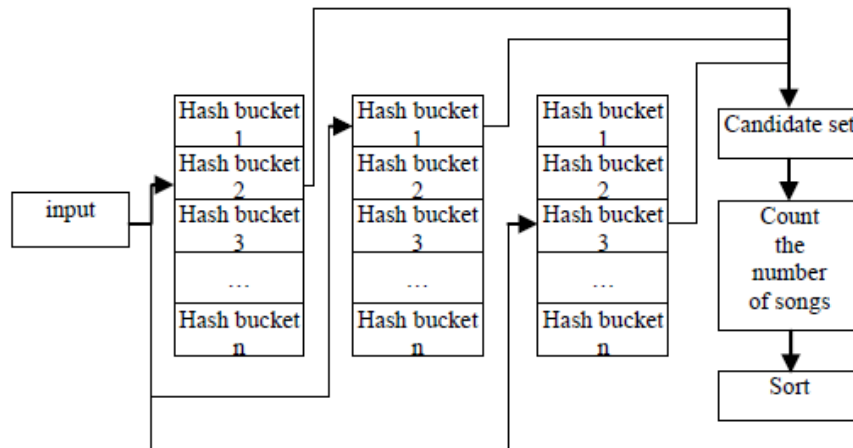 input
Hash bucket
1
Hash bucket
2
Hash bucket
3
...
Hash bucket
n
Hash bucket
1
Hash bucket
2
Hash bucket
3
...
Hash bucket
n
Hash bucket
1
Hash bucket
2
Hash bucket
3
...
Hash bucket
n
Candidate set
Count
the
number
of songs
Sort